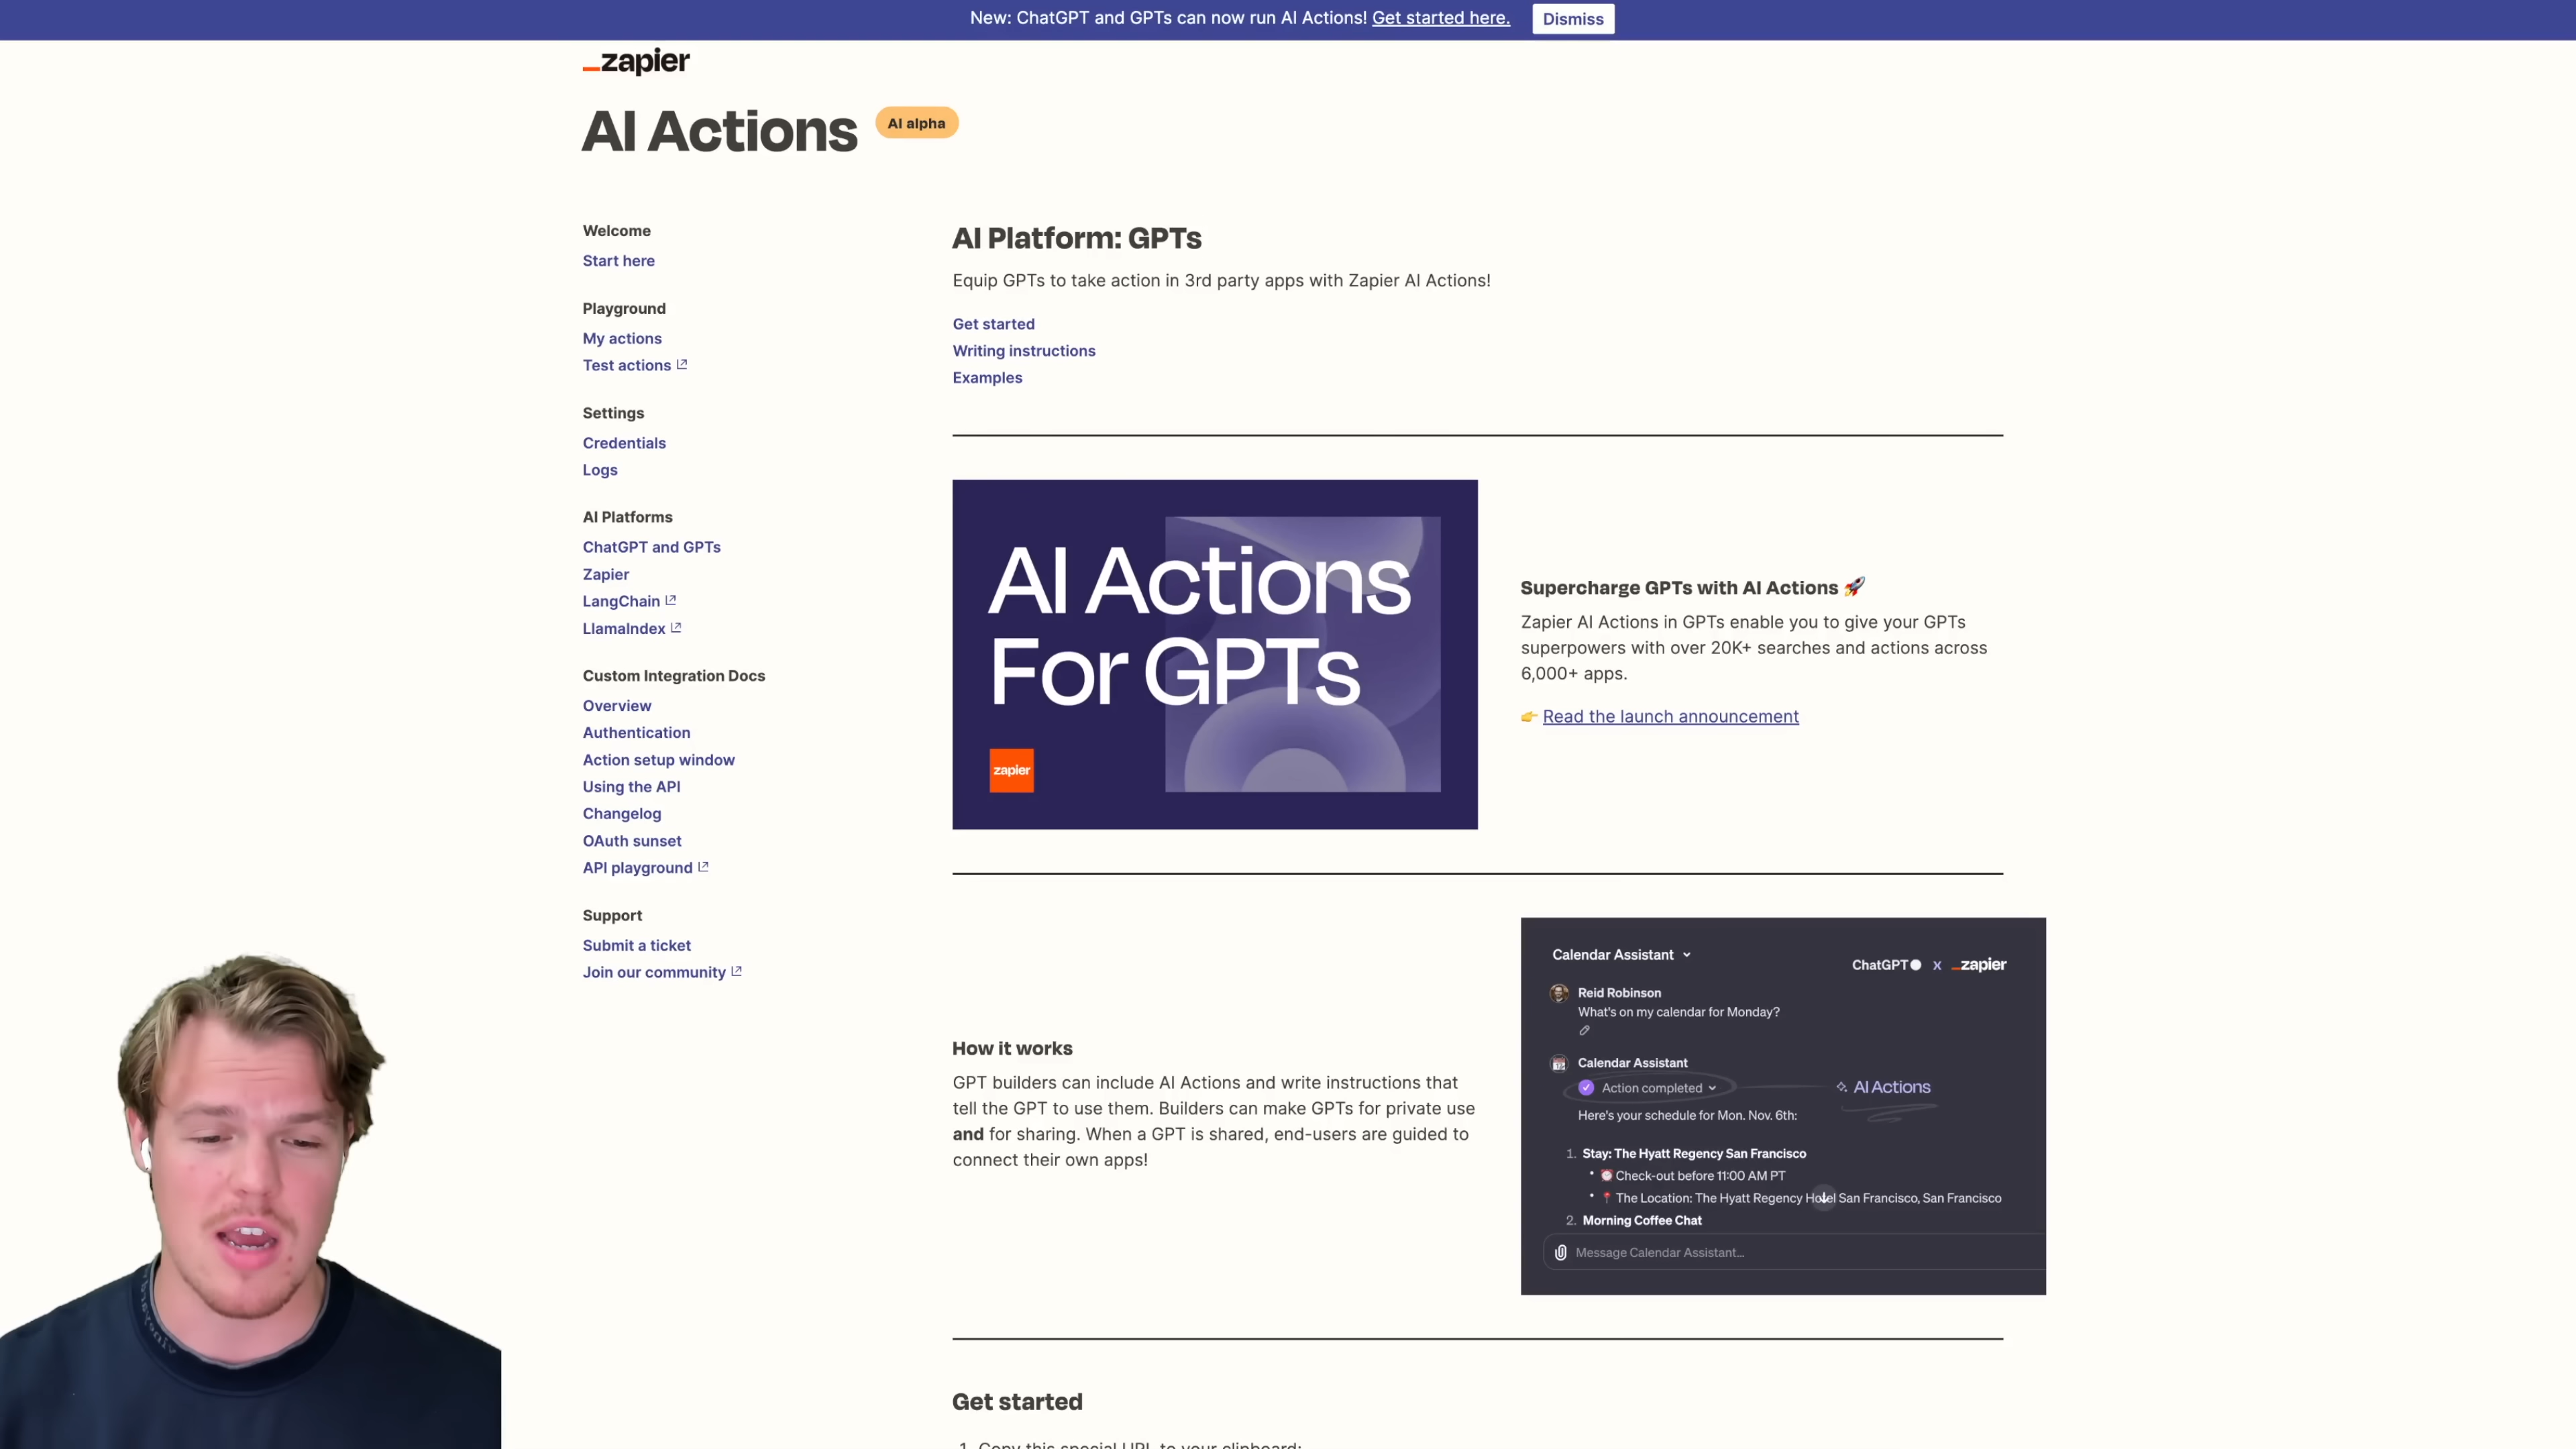 New: ChatGPT and GPTs can now run AI Actions! Get started here. Dismiss
zapier
AI Actions AI alpha
Welcome
Start here
Playground
My actions
Test actions
Settings
Credentials
Logs
AI Platforms
ChatGPT and GPTs
Zapier
LangChain
LlamaIndex
Custom Integration Docs
Overview
Authentication
Action setup window
Using the API
Changelog
OAuth sunset
API playground
Support
Submit a ticket
Join our community
AI Platform: GPTs
Equip GPTs to take action in 3rd party apps with Zapier AI Actions!
Get started
Writing instructions
Examples
AI Actions
For GPTs
zapier
Supercharge GPTs with AI Actions 🚀
Zapier AI Actions in GPTs enable you to give your GPTs
superpowers with over 20K+ searches and actions across
6,000+ apps.
👉 Read the launch announcement
How it works
GPT builders can include AI Actions and write instructions that
tell the GPT to use them. Builders can make GPTs for private use
and for sharing. When a GPT is shared, end-users are guided to
connect their own apps!
Calendar Assistant
ChatGPT x zapier
Reid Robinson
What's on my calendar for Monday?
Calendar Assistant
Action completed
AI Actions
Here's your schedule for Mon. Nov. 6th:
1. Stay: The Hyatt Regency San Francisco
• ⏰ Check-out before 11:00 AM PT
• 📍 The Location: The Hyatt Regency Hotel San Francisco, San Francisco
2. Morning Coffee Chat
Message Calendar Assistant...
Get started
1. Copy this special URL to your clipboard: